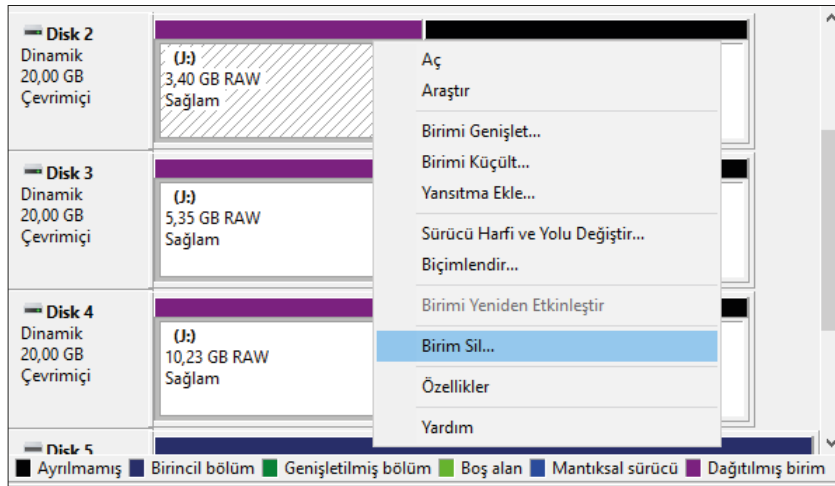 Disk 2
Dinamik
20,00 GB
Çevrimiçi
(J:)
3,40 GB RAW
Sağlam
Disk 3
Dinamik
20,00 GB
Çevrimiçi
(J:)
5,35 GB RAW
Sağlam
Disk 4
Dinamik
20,00 GB
Çevrimiçi
(J:)
10,23 GB RAW
Sağlam
Disk 5
Aç
Araştır
Birimi Genişlet...
Birimi Küçült...
Yansıtma Ekle...
Sürücü Harfi ve Yolu Değiştir...
Biçimlendir...
Birimi Yeniden Etkinleştir
Birim Sil...
Özellikler
Yardım
Ayrılmamış Birincil bölüm Genişletilmiş bölüm Boş alan Mantıksal sürücü Dağıtılmış birim